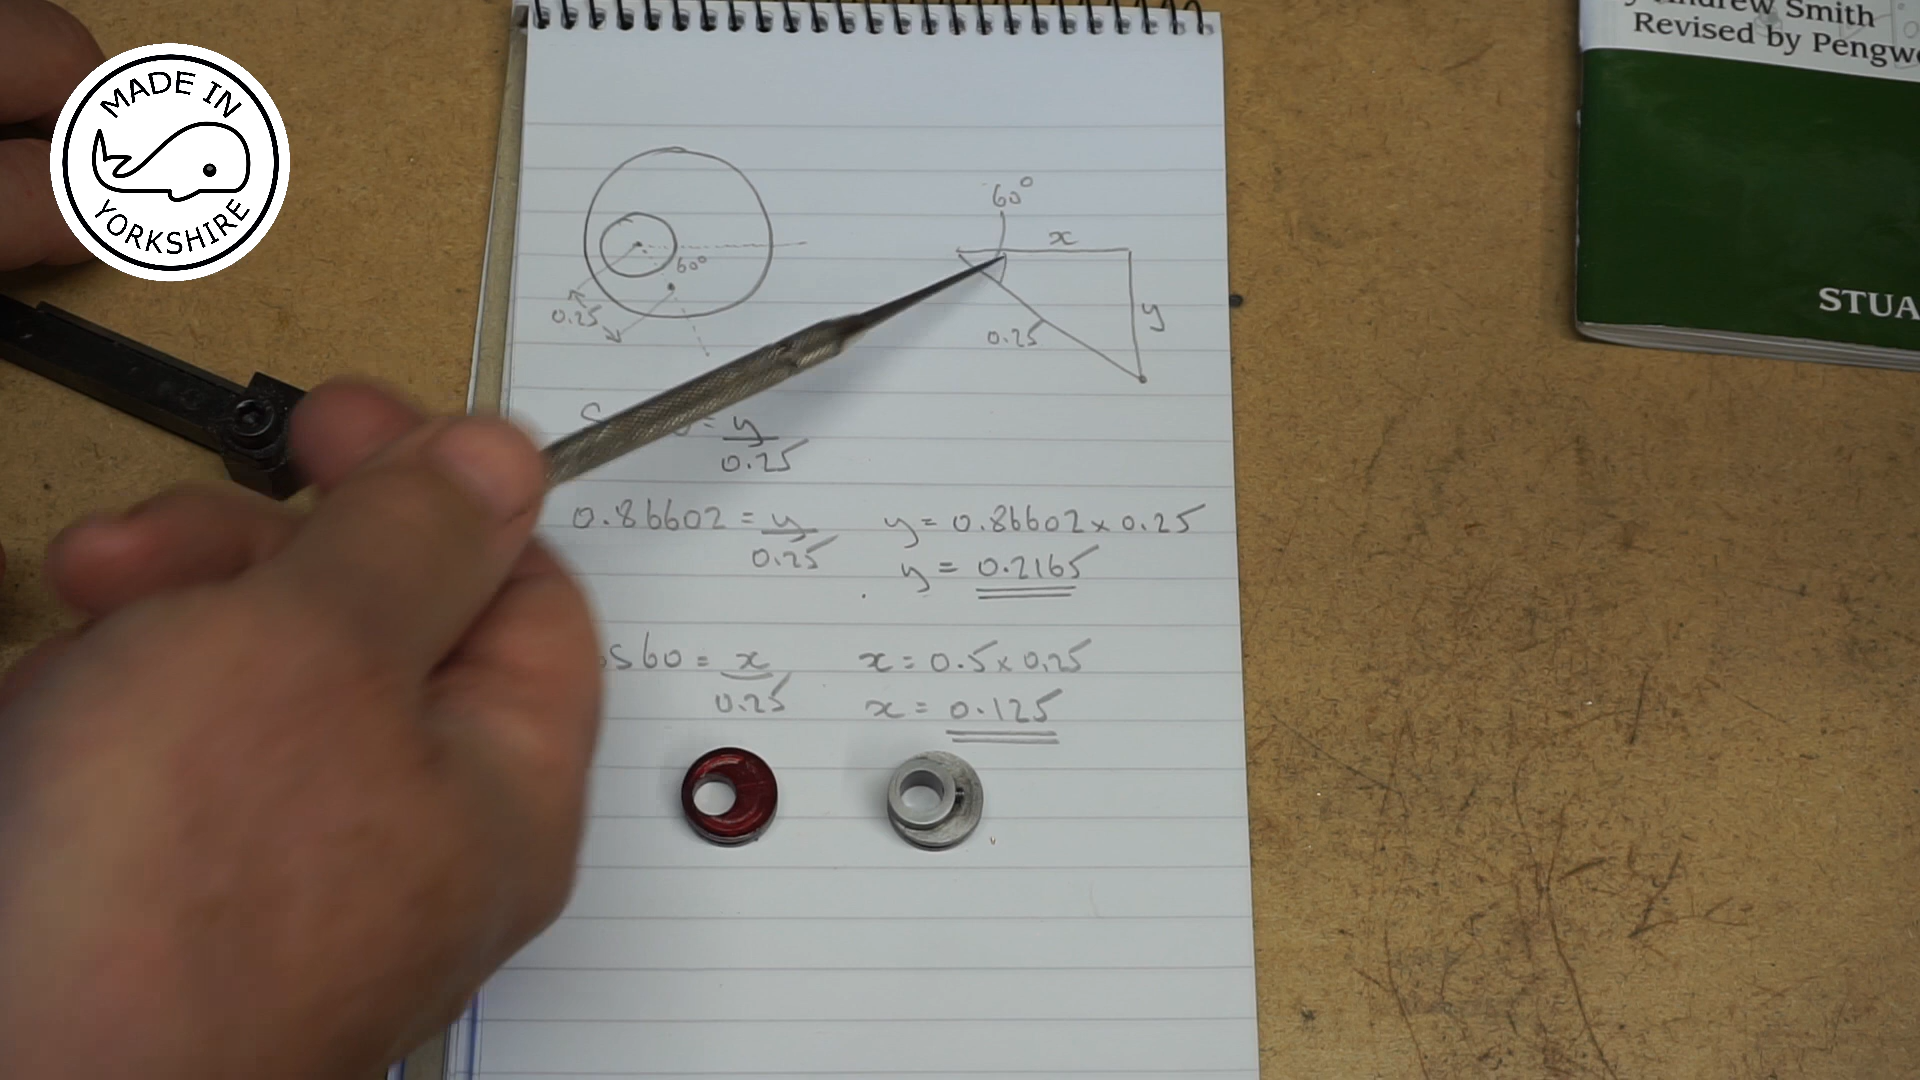 MADE IN
YORKSHIRE
Andrew Smith
Revised by
STUA
60°
x
y
0.25
60°
0.25
= y
0.25
0.86602 = y
0.25
y = 0.86602 x 0.25
y = 0.2165
s60 = x
0.25
x = 0.5 x 0.25
x = 0.125